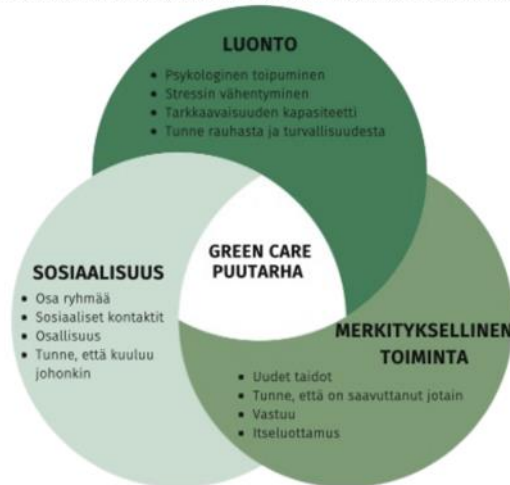 LUONTO
• Psykologinen toipuminen
• Stressin vähentyminen
• Tarkkaavaisuuden kapasiteetti
• Tunne rauhasta ja turvallisuudesta
GREEN CARE
PUUTARHA
SOSIAALISUUS
• Osa ryhmää
• Sosiaaliset kontaktit
• Osallisuus
• Tunne, että kuuluu
johonkin
MERKITYKSELLINEN
TOIMINTA
• Uudet taidot
• Tunne, että on saavuttanut jotain
• Vastuu
• Itseluottamus